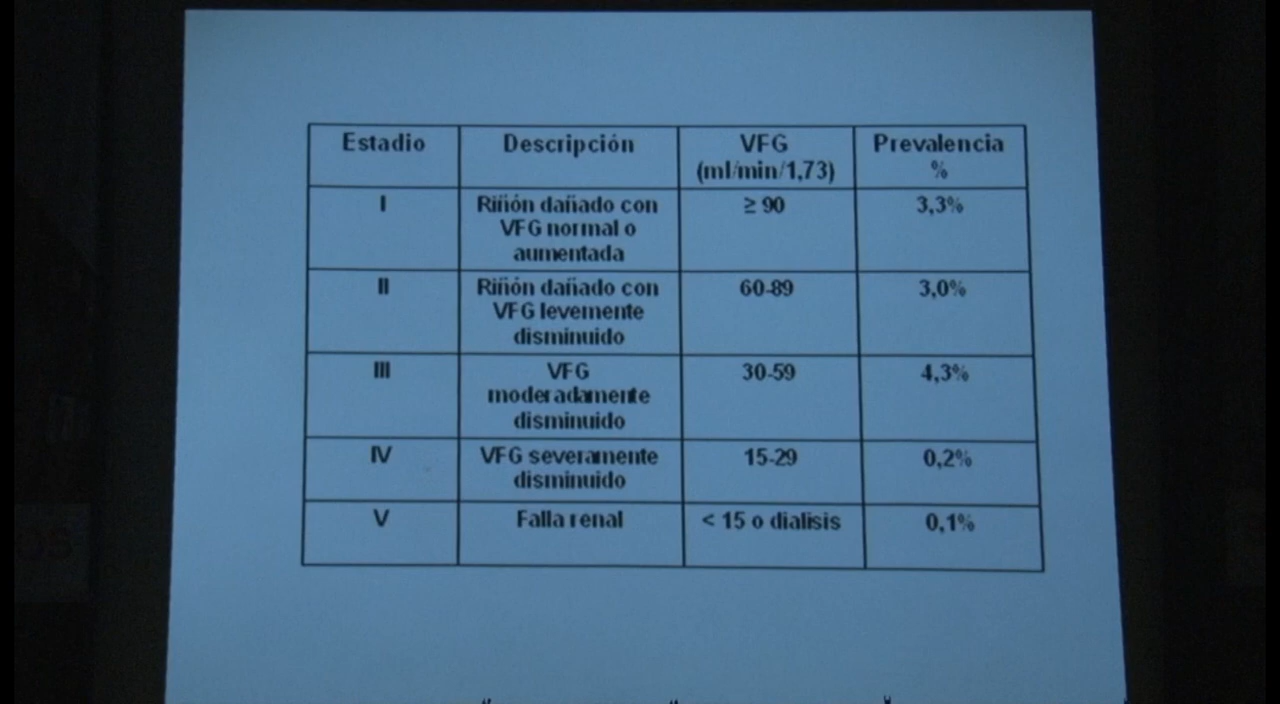 Estadio Descripción VFG Prevalencia
(ml/min/1,73) %
I Riñón dañado con ≥ 90 3,3%
VFG normal o
aumentada
II Riñón dañado con 60-89 3,0%
VFG levemente
disminuido
III VFG 30-59 4,3%
moderadamente
disminuido
IV VFG severamente 15-29 0,2%
disminuido
V Falla renal < 15 o dialisis 0,1%